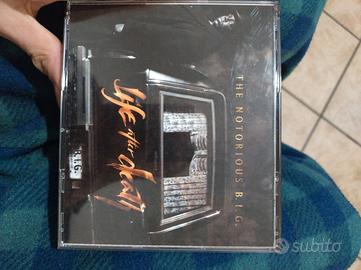 THE NOTORIOUS B.I.G.
Life after death
B.I.G.
subito